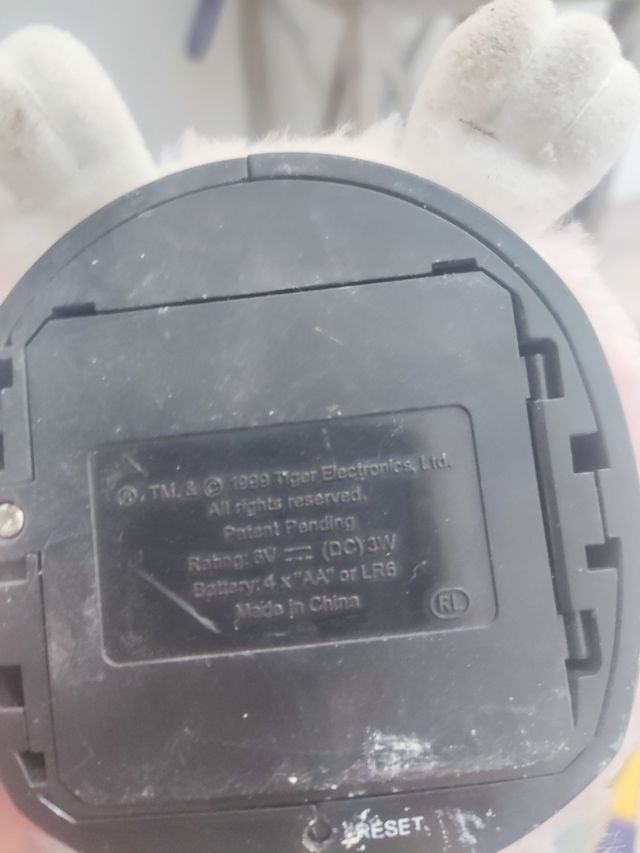 ®, TM, & © 1999 Tiger Electronics, Ltd.
All rights reserved.
Patent Pending
Rating: 6V ⎓ (DC) 3W
Battery: 4 x "AA" or LR6
Made in China
RL
RESET